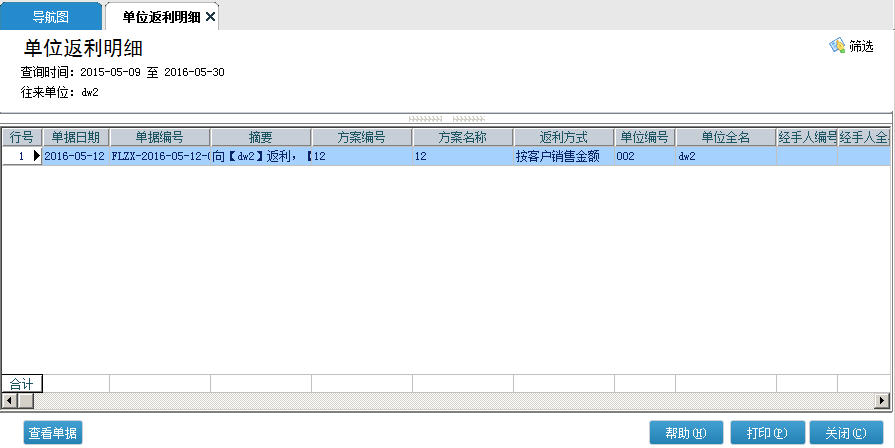 导航图 单位返利明细
单位返利明细
筛选
查询时间：2015-05-09 至 2016-05-30
往来单位：dw2
行号 单据日期 单据编号 摘要 方案编号 方案名称 返利方式 单位编号 单位全名 经手人编号 经手人全
1 2016-05-12 FLZX-2016-05-12- 向【dw2】返利，【 12 12 按客户销售金额 002 dw2
合计
查看单据 帮助(H) 打印(P) 关闭(C)